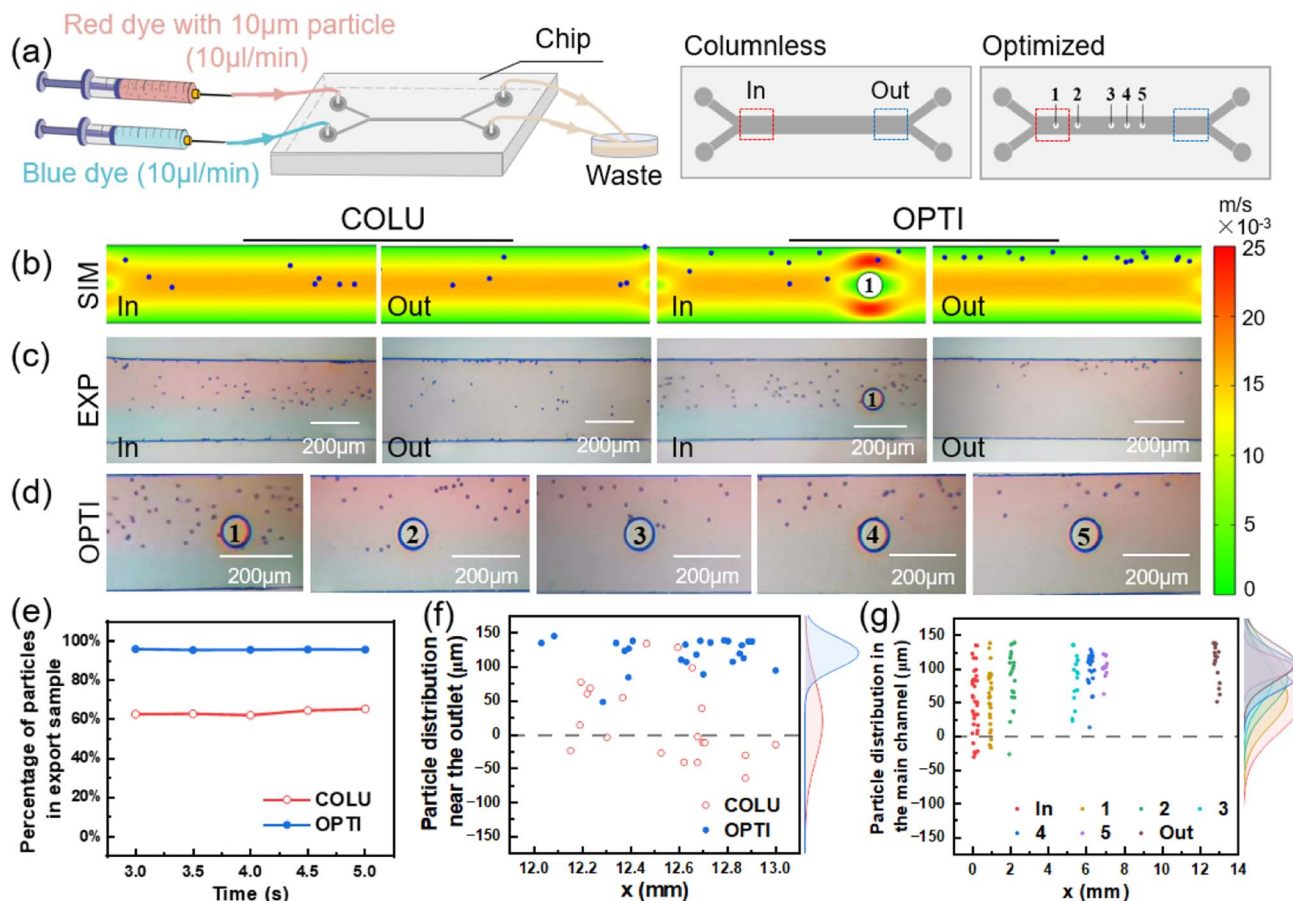 (a)
Red dye with 10μm particle
(10μl/min)
Blue dye (10μl/min)
Chip
Waste
Columnless
In
Out
Optimized
1 2 3 4 5
COLU
OPTI
m/s
×10⁻³
25
20
15
10
5
0
(b)
SIM
In
Out
In
1
Out
(c)
EXP
In
200μm
Out
200μm
In
1
200μm
Out
200μm
(d)
OPTI
1
200μm
2
200μm
3
200μm
4
200μm
5
200μm
(e)
Percentage of particles
in export sample
100%
80%
60%
40%
20%
0%
COLU
OPTI
3.0 3.5 4.0 4.5 5.0
Time (s)
(f)
Particle distribution
near the outlet (μm)
150
100
50
0
−50
−100
−150
COLU
OPTI
12.0 12.2 12.4 12.6 12.8 13.0
x (mm)
(g)
Particle distribution in
the main channel (μm)
150
100
50
0
−50
−100
−150
In 1 2 3
4 5 Out
0 2 4 6 8 10 12 14
x (mm)